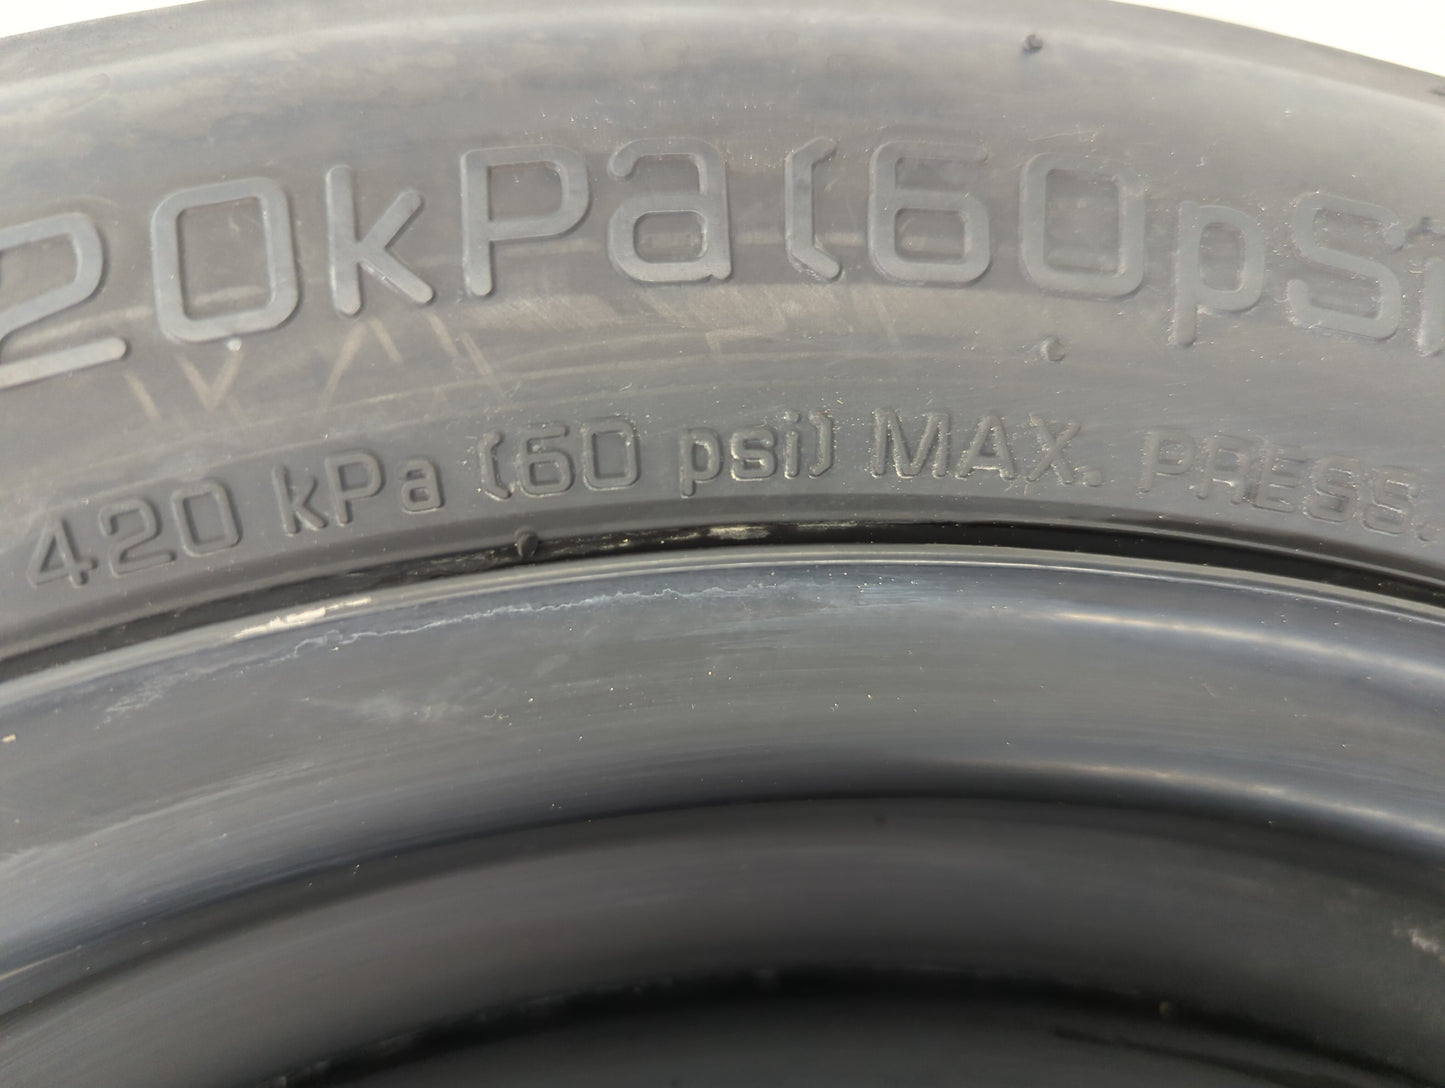 20kPa(60psi
420 kPa (60 psi) MAX. PRESS.